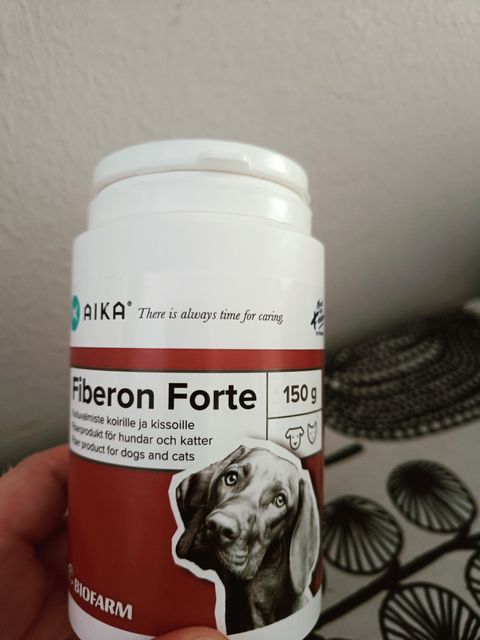 AIKA® There is always time for caring
Fiberon Forte
150 g
Kuituvalmiste koirille ja kissoille
Fiberprodukt för hundar och katter
Fiber product for dogs and cats
BIOFARM